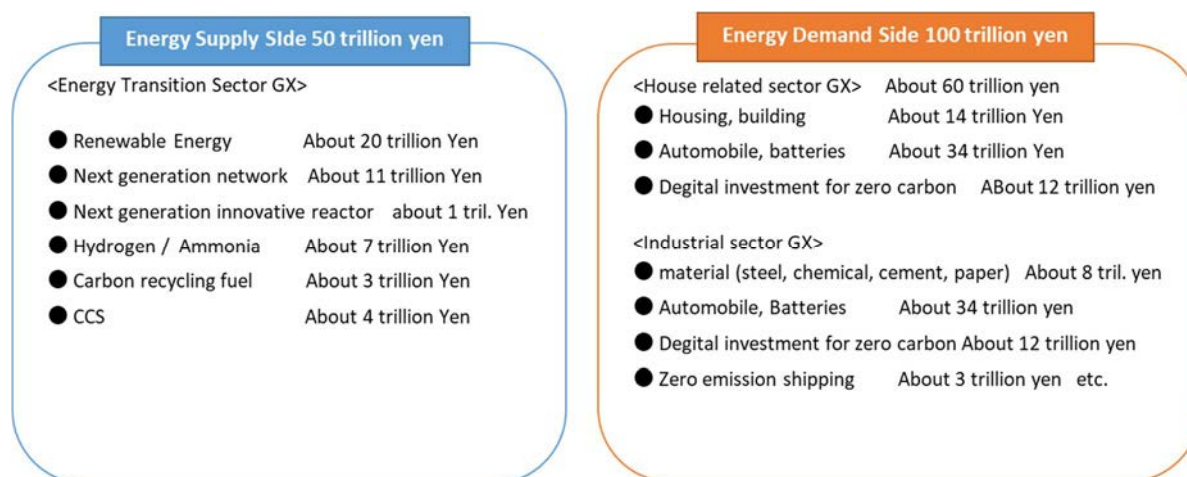 Energy Supply SIde 50 trillion yen
<Energy Transition Sector GX>
● Renewable Energy About 20 trillion Yen
● Next generation network About 11 trillion Yen
● Next generation innovative reactor about 1 tril. Yen
● Hydrogen / Ammonia About 7 trillion Yen
● Carbon recycling fuel About 3 trillion Yen
● CCS About 4 trillion Yen
Energy Demand Side 100 trillion yen
<House related sector GX> About 60 trillion yen
● Housing, building About 14 trillion Yen
● Automobile, batteries About 34 trillion Yen
● Degital investment for zero carbon ABout 12 trillion yen
<Industrial sector GX>
● material (steel, chemical, cement, paper) About 8 tril. yen
● Automobile, Batteries About 34 trillion yen
● Degital investment for zero carbon About 12 trillion yen
● Zero emission shipping About 3 trillion yen etc.